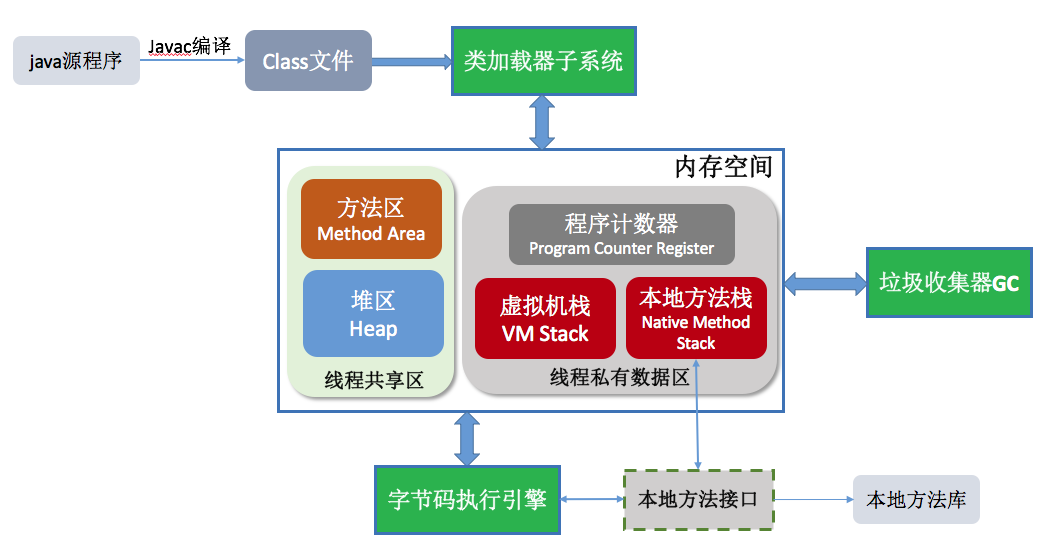 java源程序
Javac编译
Class文件
类加载器子系统
内存空间
方法区
Method Area
堆区
Heap
线程共享区
程序计数器
Program Counter Register
虚拟机栈
VM Stack
本地方法栈
Native Method
Stack
线程私有数据区
垃圾收集器GC
字节码执行引擎
本地方法接口
本地方法库